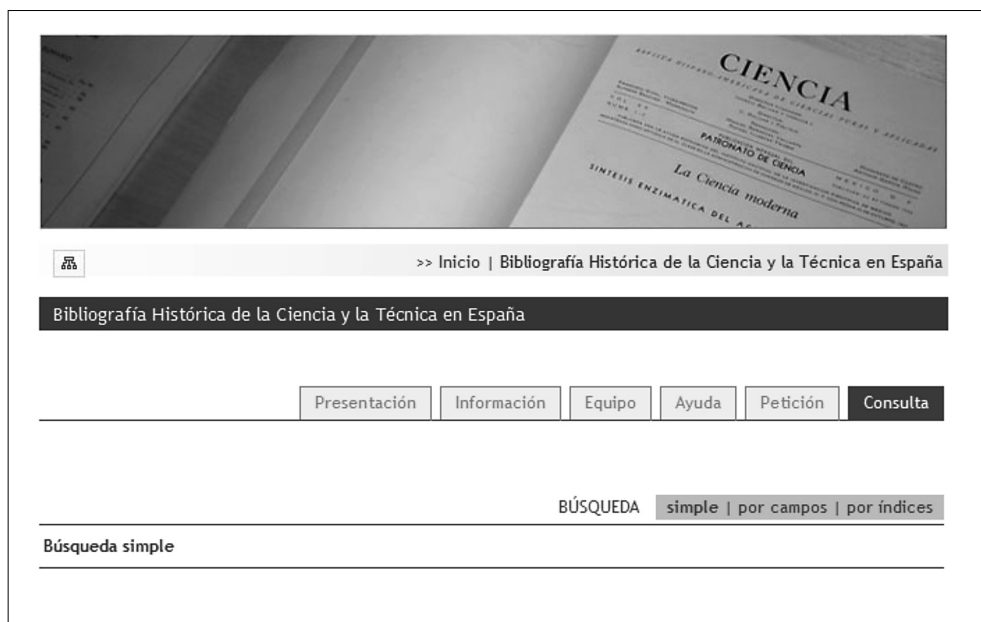 CIENCIA
PATRONATO DE CIENCIA
La Ciencia moderna
SINTESIS ENZIMATICA DEL
>> Inicio | Bibliografía Histórica de la Ciencia y la Técnica en España
Bibliografía Histórica de la Ciencia y la Técnica en España
Presentación Información Equipo Ayuda Petición Consulta
BÚSQUEDA simple | por campos | por índices
Búsqueda simple